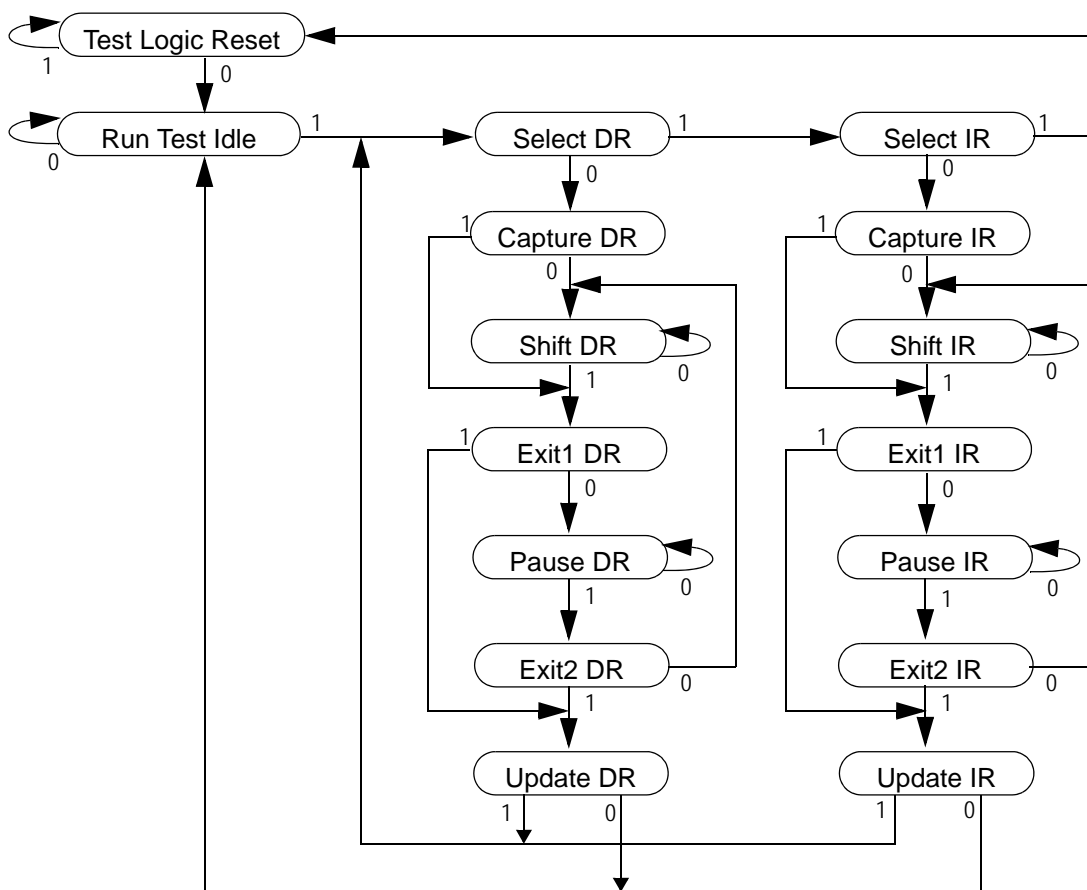 Test Logic Reset
1
0
Run Test Idle
1
Select DR
1
Select IR
1
0
0
0
1
Capture DR
1
Capture IR
0
0
Shift DR
Shift IR
0
0
1
1
1
Exit1 DR
1
Exit1 IR
0
0
Pause DR
Pause IR
0
0
1
1
Exit2 DR
Exit2 IR
0
0
1
1
Update DR
Update IR
1
0
1
0